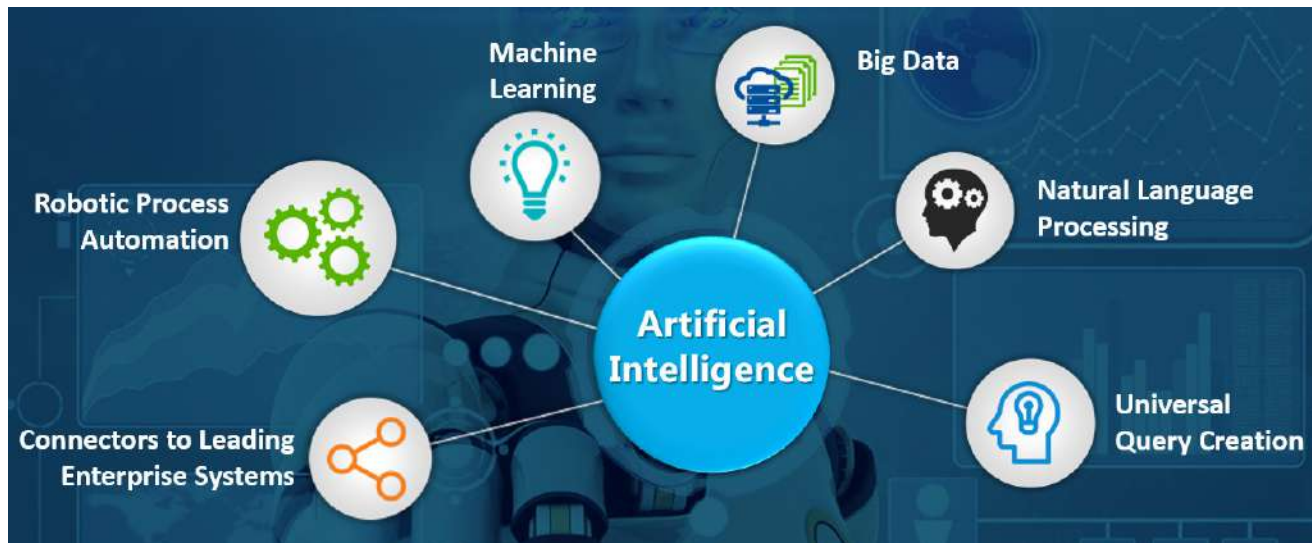 Machine
Learning
Big Data
Robotic Process
Automation
Natural Language
Processing
Artificial
Intelligence
Connectors to Leading
Enterprise Systems
Universal
Query Creation